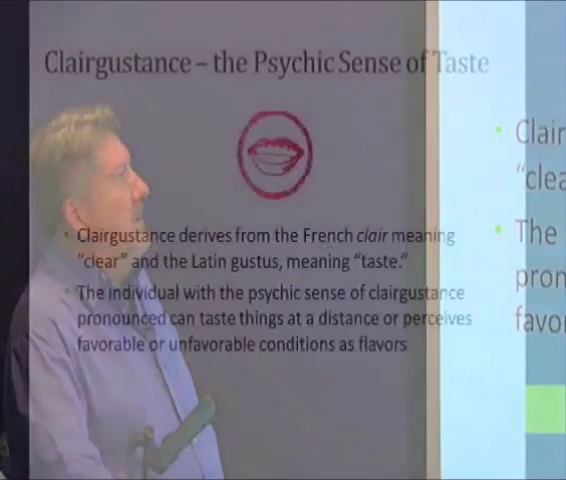 Clairgustance – the Psychic Sense of Taste
• Clairgustance derives from the French clair meaning
"clear" and the Latin gustus, meaning "taste."
• The individual with the psychic sense of clairgustance
pronounced can taste things at a distance or perceives
favorable or unfavorable conditions as flavors
• Clair
"clea
• The
pron
favo